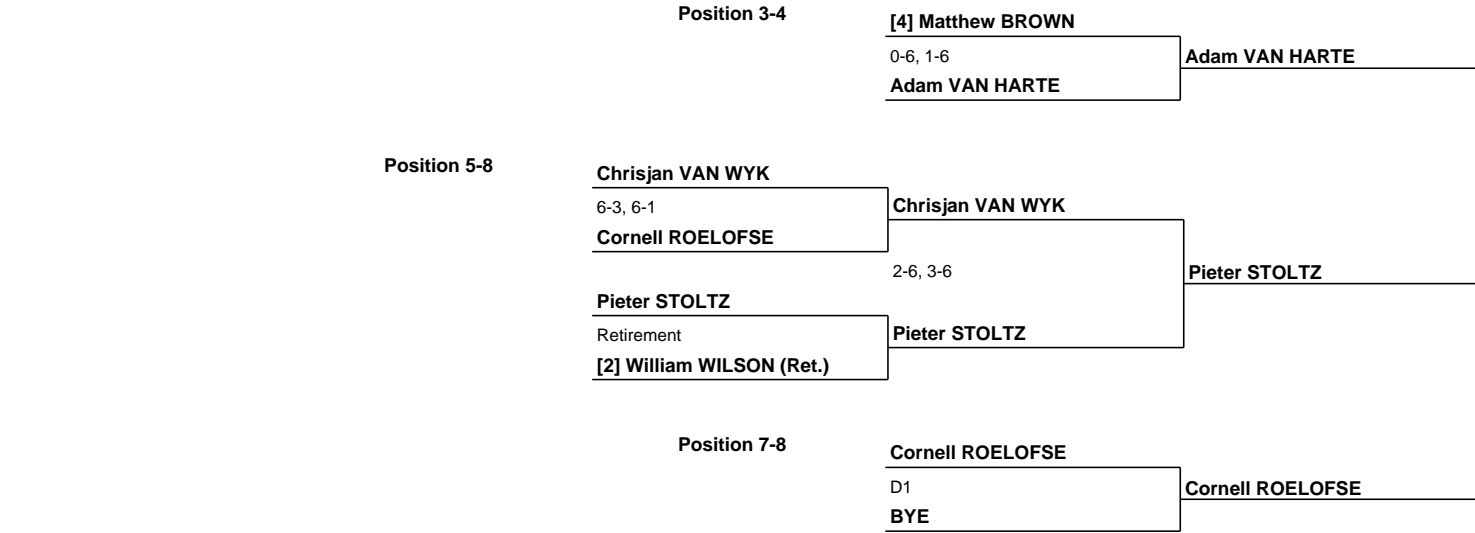 Position 3-4
[4] Matthew BROWN
0-6, 1-6
Adam VAN HARTE
Adam VAN HARTE
Position 5-8
Chrisjan VAN WYK
6-3, 6-1
Chrisjan VAN WYK
Cornell ROELOFSE
2-6, 3-6
Pieter STOLTZ
Pieter STOLTZ
Retirement
Pieter STOLTZ
[2] William WILSON (Ret.)
Position 7-8
Cornell ROELOFSE
D1
Cornell ROELOFSE
BYE